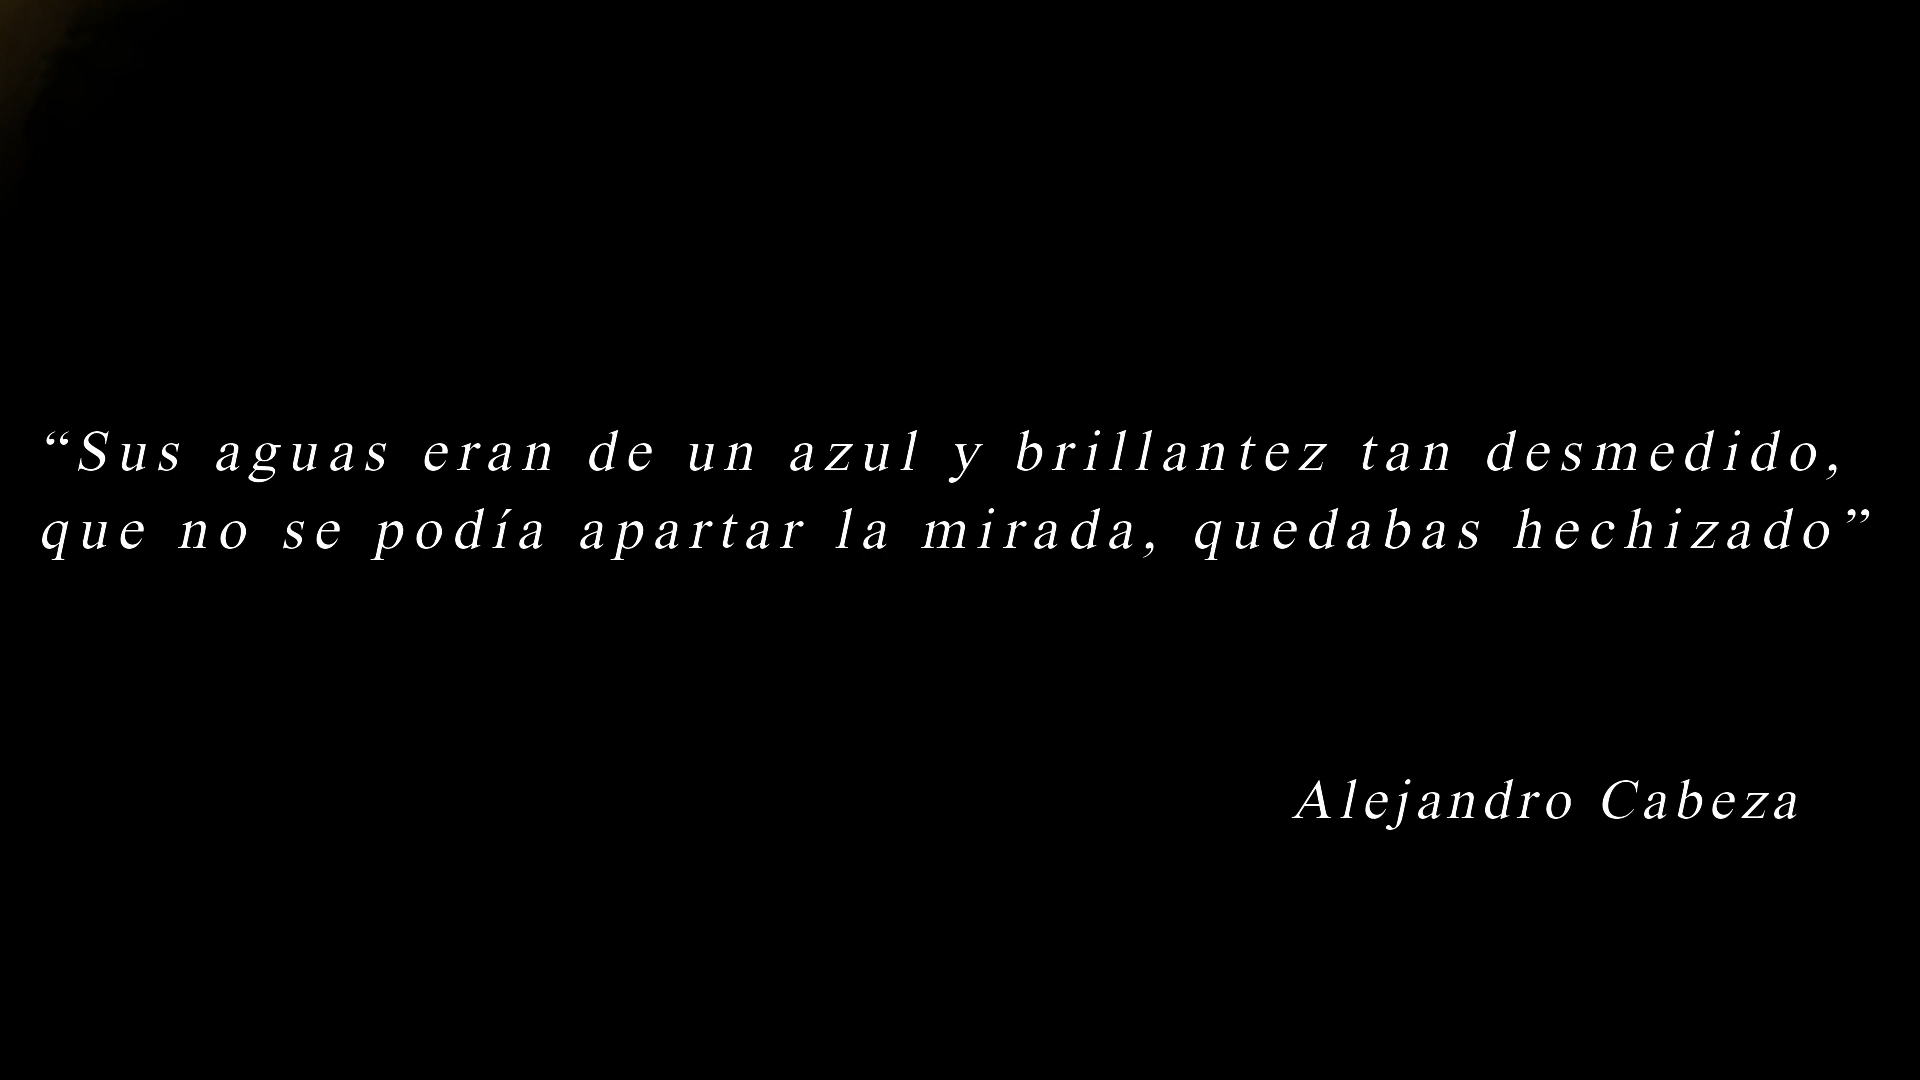 “Sus aguas eran de un azul y brillantez tan desmedido,
que no se podía apartar la mirada, quedabas hechizado”
Alejandro Cabeza